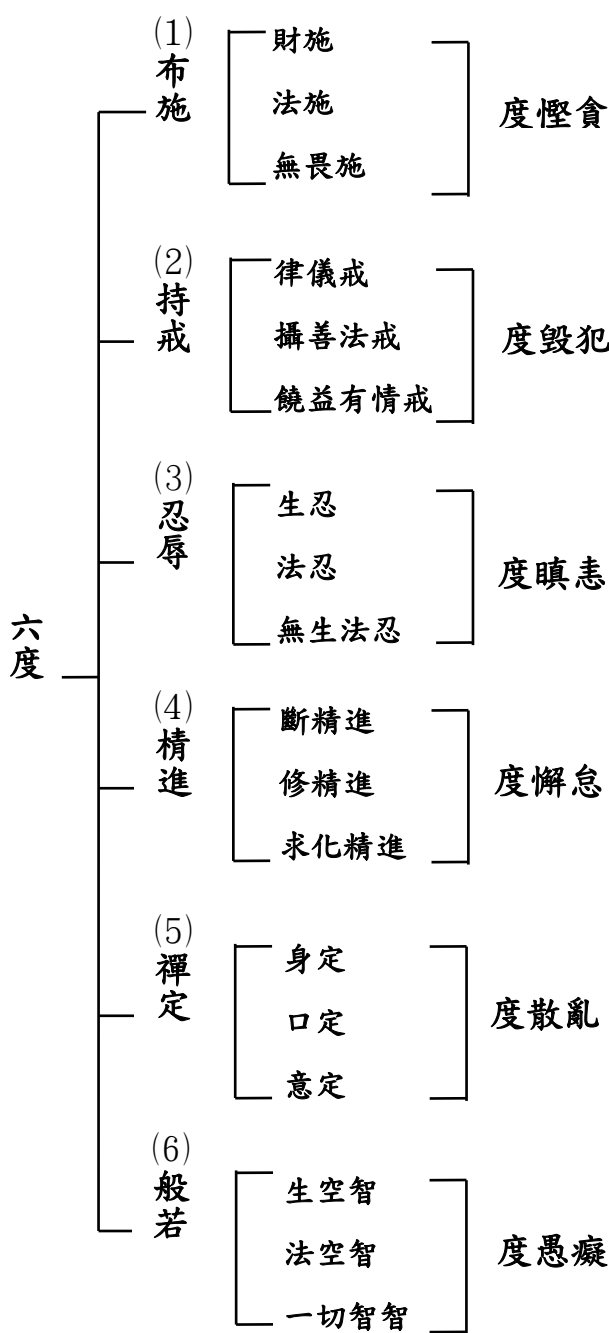 六度
(1)布施
財施
法施
無畏施
度慳貪
(2)持戒
律儀戒
攝善法戒
饒益有情戒
度毀犯
(3)忍辱
生忍
法忍
無生法忍
度瞋恚
(4)精進
斷精進
修精進
求化精進
度懈怠
(5)禪定
身定
口定
意定
度散亂
(6)般若
生空智
法空智
一切智智
度愚癡